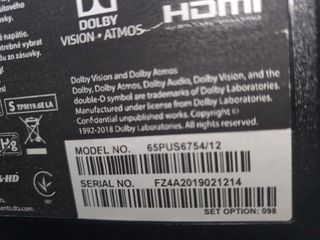 DOLBY
VISION·ATMOS
HDMI
é napätie.
otrebné vybrat
do zásuvky.
TPM19.6E LA
Dolby Vision and Dolby Atmos
Dolby, Dolby Atmos, Dolby Audio, Dolby Vision, and the
double-D symbol are trademarks of Dolby Laboratories.
Manufactured under license from Dolby Laboratories.
Confidential unpublished works. Copyright ©
1992-2018 Dolby Laboratories. All rights reserved.
MODEL NO. 65PUS6754/12
SERIAL NO. FZ4A2019021214
SET OPTION: 098